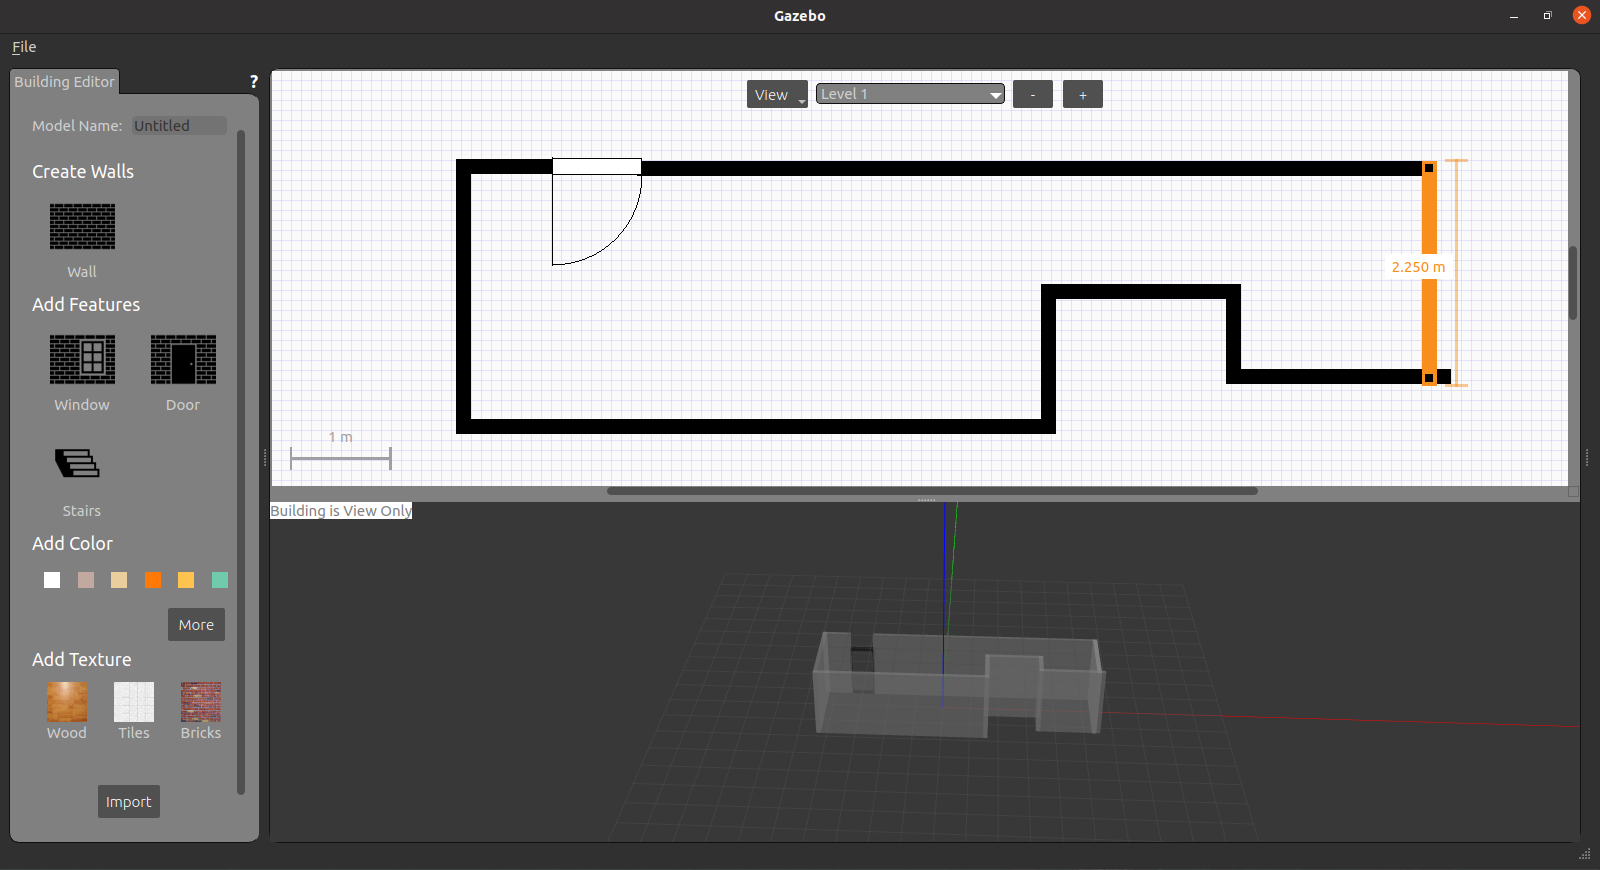 Gazebo
File
Building Editor
?
Model Name: Untitled
Create Walls
Wall
Add Features
Window Door
Stairs
Add Color
More
Add Texture
Wood Tiles Bricks
Import
View Level 1 - +
2.250 m
1 m
Building is View Only